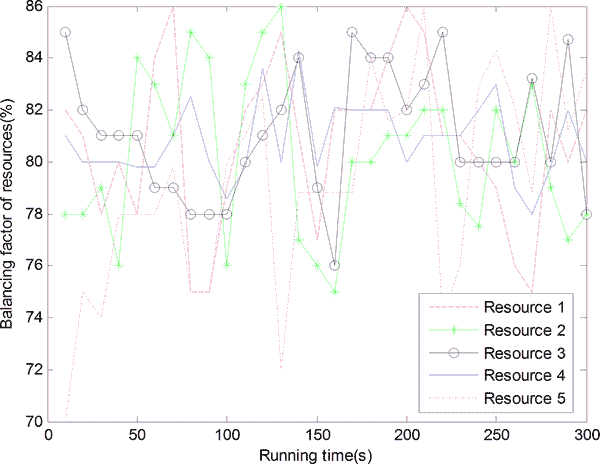 86
84
82
80
78
76
74
72
70
Balancing factor of resources(%)
0
50
100
150
200
250
300
Running time(s)
Resource 1
Resource 2
Resource 3
Resource 4
Resource 5